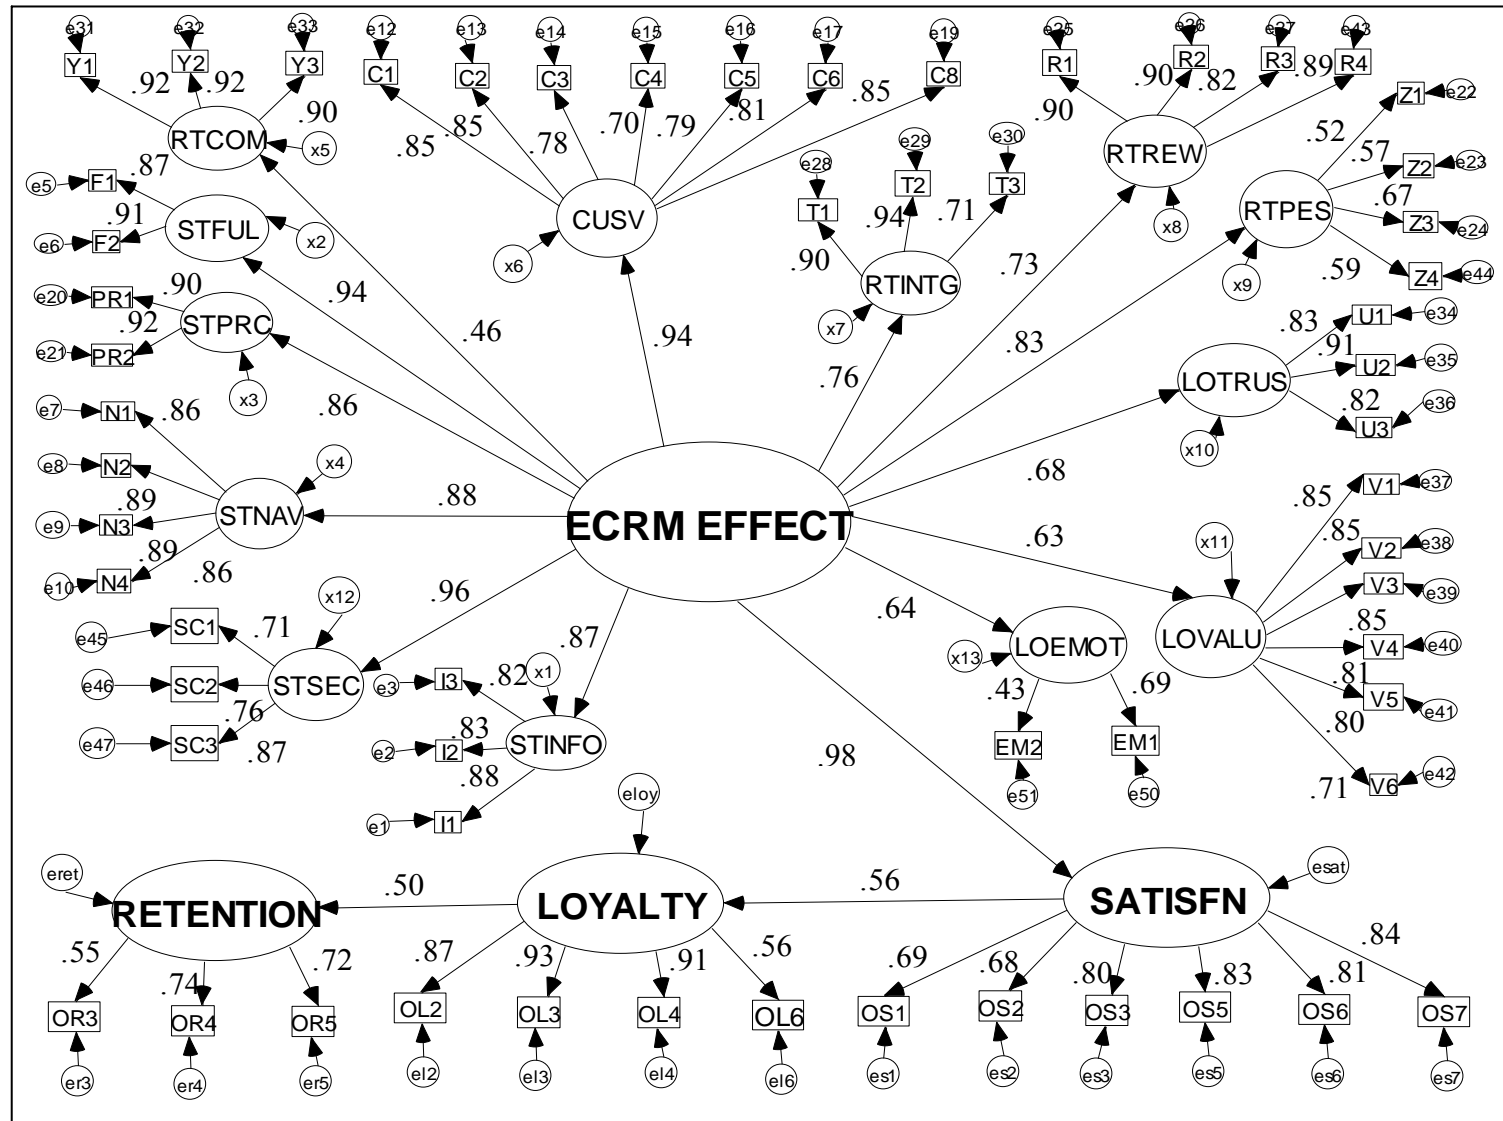 e31 e32 e33 e12 e13 e14 e15 e16 e17 e19 e25 e26 e27 e43
Y1 Y2 Y3 C1 C2 C3 C4 C5 C6 C8 R1 R2 R3 R4
.92 .92 .90 .85 .85 .78 .70 .79 .81 .85 .90 .90 .82 .89
RTCOM x5 CUSV x6 RTREW x8
Z1 e22
.52
Z2 e23
.57
Z3 e24
.67
Z4 e44
.59
RTPES x9
e28 e29 e30
T1 T2 T3
.90 .94 .71
RTINTG x7
e5 F1 .87
e6 F2 .91
STFUL x2
e20 PR1 .90
e21 PR2 .92
STPRC x3
.94 .46 .94 .76 .73 .83
U1 e34
.83
U2 e35
.91
U3 e36
.82
LOTRUS x10
.86 .68
e7 N1 .86
e8 N2
e9 N3 .89
e10 N4 .89
.86
STNAV x4
.88
ECRM EFFECT
.63
V1 e37
.85
V2 e38
.85
V3 e39
V4 e40
.85
V5 e41
.81
V6 e42
.80
.71
LOVALU x11
e45 SC1 .71
e46 SC2
e47 SC3 .76
.87
STSEC x12
.96
e3 I3 .82
e2 I2 .83
e1 I1 .88
STINFO x1
.87
.64
LOEMOT x13
.43 .69
EM2 EM1
e51 e50
.98
eret eloy esat
RETENTION .50 LOYALTY .56 SATISFN
.55 .74 .72 .87 .93 .91 .56 .69 .68 .80 .83 .81 .84
OR3 OR4 OR5 OL2 OL3 OL4 OL6 OS1 OS2 OS3 OS5 OS6 OS7
er3 er4 er5 el2 el3 el4 el6 es1 es2 es3 es5 es6 es7